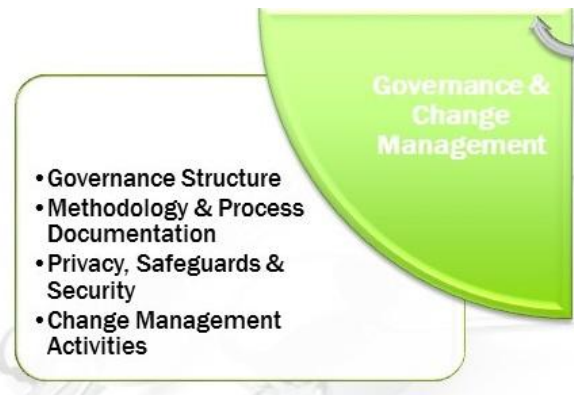 Governance &
Change
Management
•Governance Structure
•Methodology & Process
Documentation
•Privacy, Safeguards &
Security
•Change Management
Activities